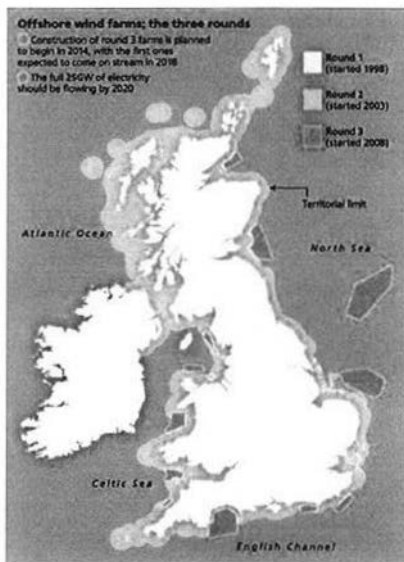 Offshore wind farms; the three rounds
Construction of round 3 farms is planned
to begin in 2014, with the first ones
expected to come on stream in 2016
The full 25GW of electricity
should be flowing by 2020
Round 1
(started 1998)
Round 2
(started 2003)
Round 3
(started 2008)
Territorial limit
Atlantic Ocean
North Sea
Celtic Sea
English Channel